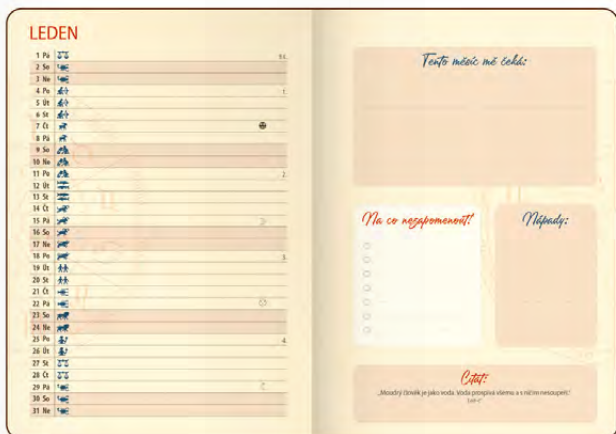 LEDEN
1 Pá 53.
2 So
3 Ne
4 Po 1.
5 Út
6 St
7 Čt
8 Pá
9 So
10 Ne
11 Po 2.
12 Út
13 St
14 Čt
15 Pá
16 So
17 Ne
18 Po 3.
19 Út
20 St
21 Čt
22 Pá
23 So
24 Ne
25 Po 4.
26 Út
27 St
28 Čt
29 Pá
30 So
31 Ne
Tento měsíc mě čeká:
Na co nezapomenout!
Nápady:
Citát:
„Moudrý člověk je jako voda. Voda prospívá všemu a s ničím nesoupeří.“